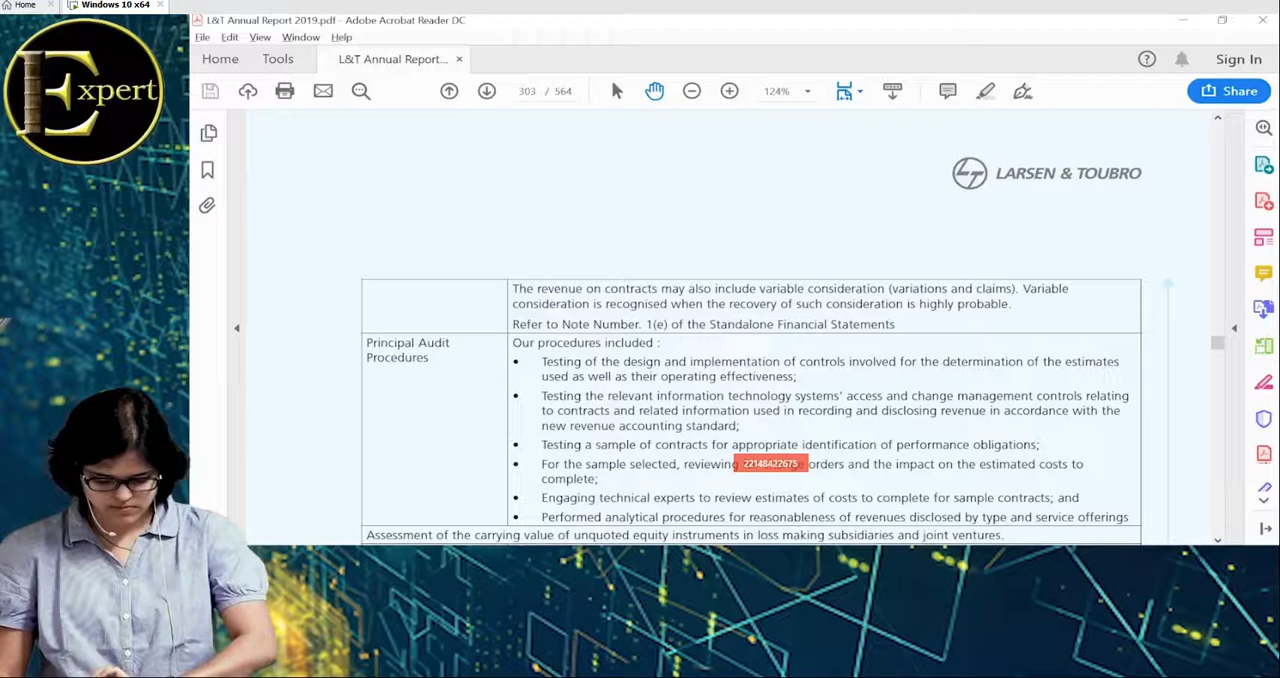 Home
Windows 10 x64
L&T Annual Report 2019.pdf - Adobe Acrobat Reader DC
File Edit View Window Help
Home Tools L&T Annual Report...
Sign In
303 / 564
124%
Share
Expert
LARSEN & TOUBRO
The revenue on contracts may also include variable consideration (variations and claims). Variable
consideration is recognised when the recovery of such consideration is highly probable.
Refer to Note Number. 1(e) of the Standalone Financial Statements
Principal Audit
Procedures
Our procedures included :
• Testing of the design and implementation of controls involved for the determination of the estimates
used as well as their operating effectiveness;
• Testing the relevant information technology systems' access and change management controls relating
to contracts and related information used in recording and disclosing revenue in accordance with the
new revenue accounting standard;
• Testing a sample of contracts for appropriate identification of performance obligations;
• For the sample selected, reviewing 22148422675 orders and the impact on the estimated costs to
complete;
• Engaging technical experts to review estimates of costs to complete for sample contracts; and
• Performed analytical procedures for reasonableness of revenues disclosed by type and service offerings
Assessment of the carrying value of unquoted equity instruments in loss making subsidiaries and joint ventures.